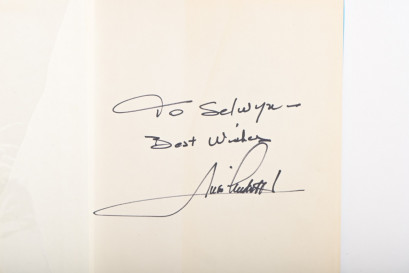 To Selwyn –
Best Wishes